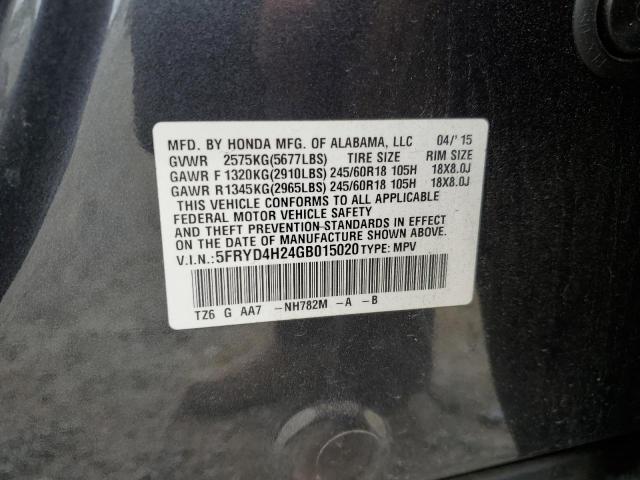 MFD. BY HONDA MFG. OF ALABAMA, LLC 04/'15
GVWR 2575KG(5677LBS) TIRE SIZE RIM SIZE
GAWR F 1320KG(2910LBS) 245/60R18 105H 18X8.0J
GAWR R1345KG(2965LBS) 245/60R18 105H 18X8.0J
THIS VEHICLE CONFORMS TO ALL APPLICABLE
FEDERAL MOTOR VEHICLE SAFETY
AND THEFT PREVENTION STANDARDS IN EFFECT
ON THE DATE OF MANUFACTURE SHOWN ABOVE.
V.I.N.: 5FRYD4H24GB015020 TYPE: MPV
TZ6 G AA7 -NH782M -A -B